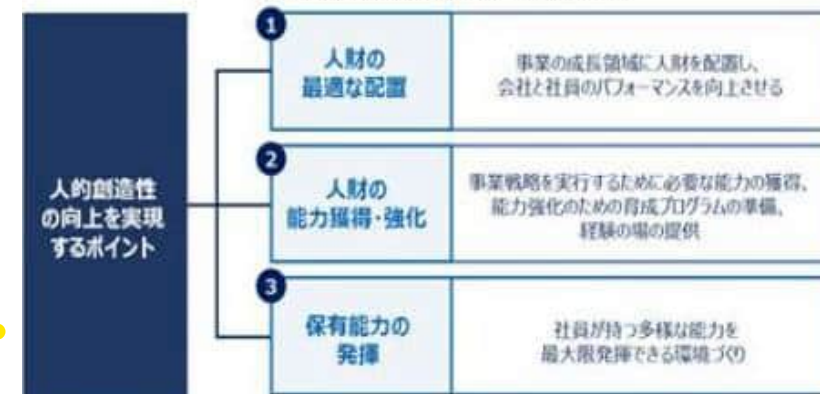 人的創造性
の向上を実現
するポイント
1
人財の
最適な配置
事業の成長領域に人財を配置し、
会社と社員のパフォーマンスを向上させる
2
人財の
能力獲得・強化
事業戦略を実行するために必要な能力の獲得、
能力強化のための育成プログラムの準備、
経験の場の提供
3
保有能力の
発揮
社員が持つ多様な能力を
最大限発揮できる環境づくり